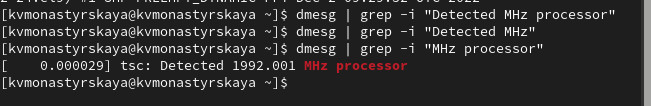 [kvmonastyrskaya@kvmonastyrskaya ~]$ dmesg | grep -i "Detected MHz processor"
[kvmonastyrskaya@kvmonastyrskaya ~]$ dmesg | grep -i "Detected MHz"
[kvmonastyrskaya@kvmonastyrskaya ~]$ dmesg | grep -i "MHz processor"
[    0.000029] tsc: Detected 1992.001 MHz processor
[kvmonastyrskaya@kvmonastyrskaya ~]$